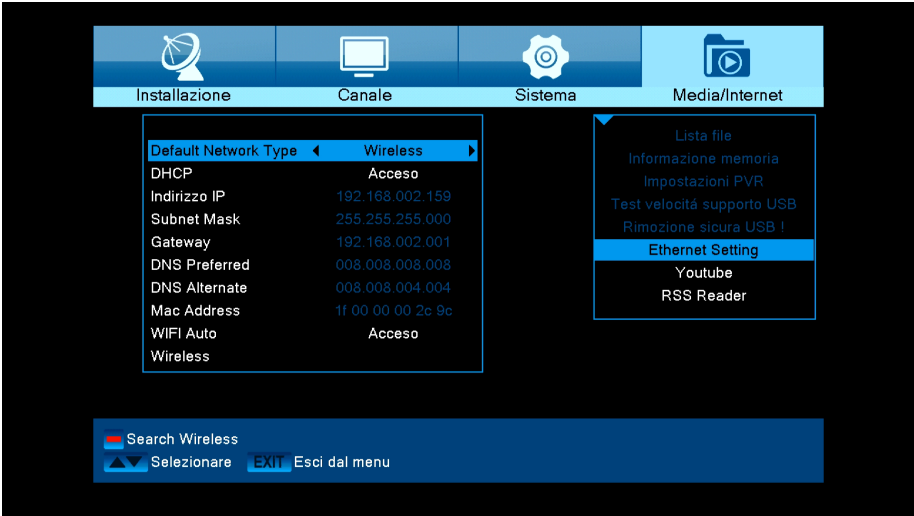 Installazione Canale Sistema Media/Internet
Default Network Type Wireless
DHCP Acceso
Indirizzo IP 192.168.002.159
Subnet Mask 255.255.255.000
Gateway 192.168.002.001
DNS Preferred 008.008.008.008
DNS Alternate 008.008.004.004
Mac Address 1f 00 00 00 2c 9c
WIFI Auto Acceso
Wireless
Lista file
Informazione memoria
Impostazioni PVR
Test velocitá supporto USB
Rimozione sicura USB !
Ethernet Setting
Youtube
RSS Reader
Search Wireless
Selezionare EXIT Esci dal menu